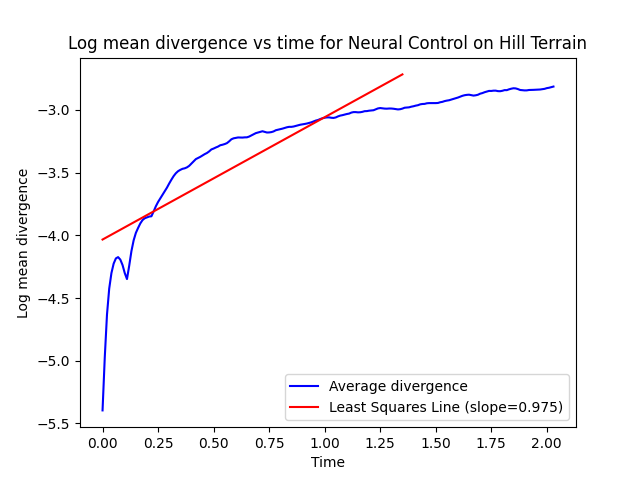 Log mean divergence vs time for Neural Control on Hill Terrain
Log mean divergence
−3.0
−3.5
−4.0
−4.5
−5.0
−5.5
0.00 0.25 0.50 0.75 1.00 1.25 1.50 1.75 2.00
Time
Average divergence
Least Squares Line (slope=0.975)